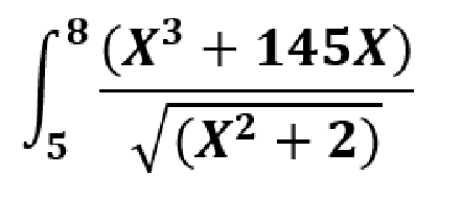 ∫₅⁸ (X³ + 145X) / √(X² + 2)